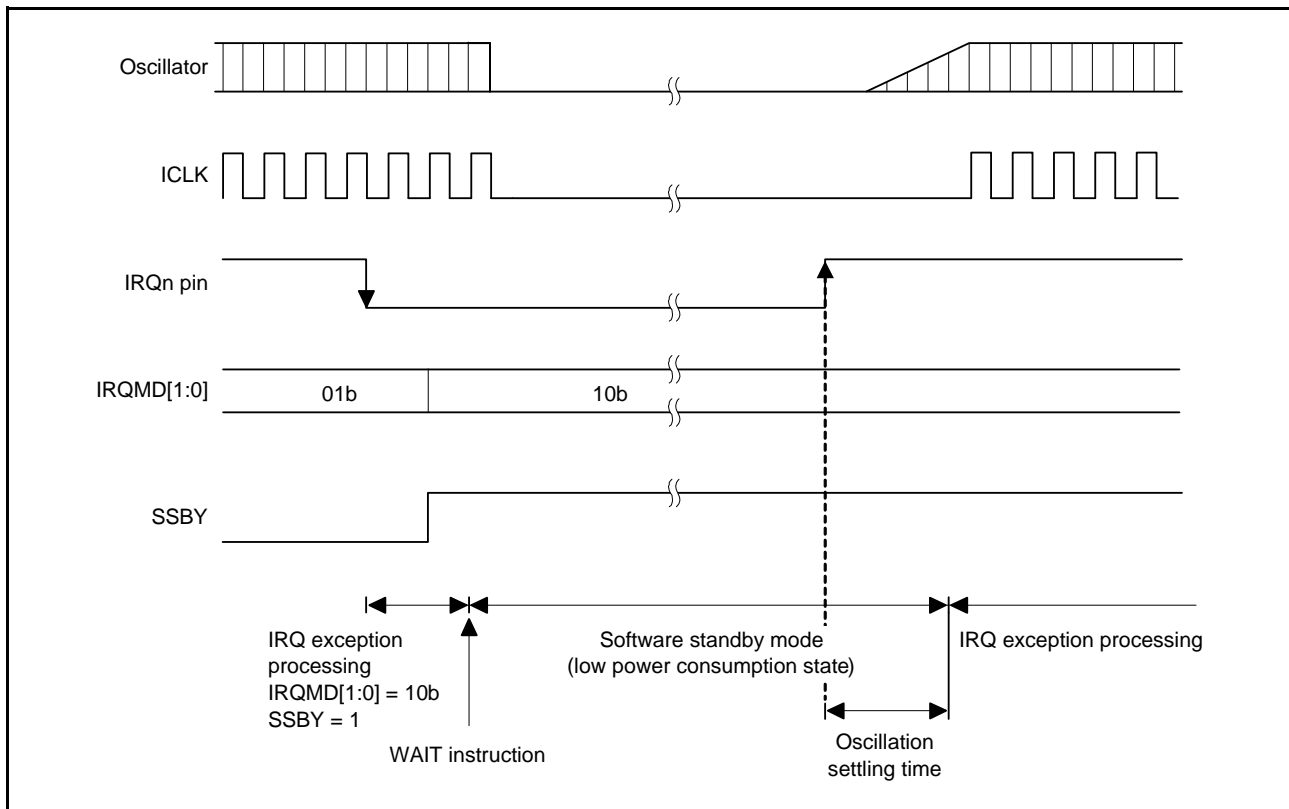 Oscillator
ICLK
IRQn pin
IRQMD[1:0]
01b
10b
SSBY
IRQ exception
processing
IRQMD[1:0] = 10b
SSBY = 1
WAIT instruction
Software standby mode
(low power consumption state)
IRQ exception processing
Oscillation
settling time